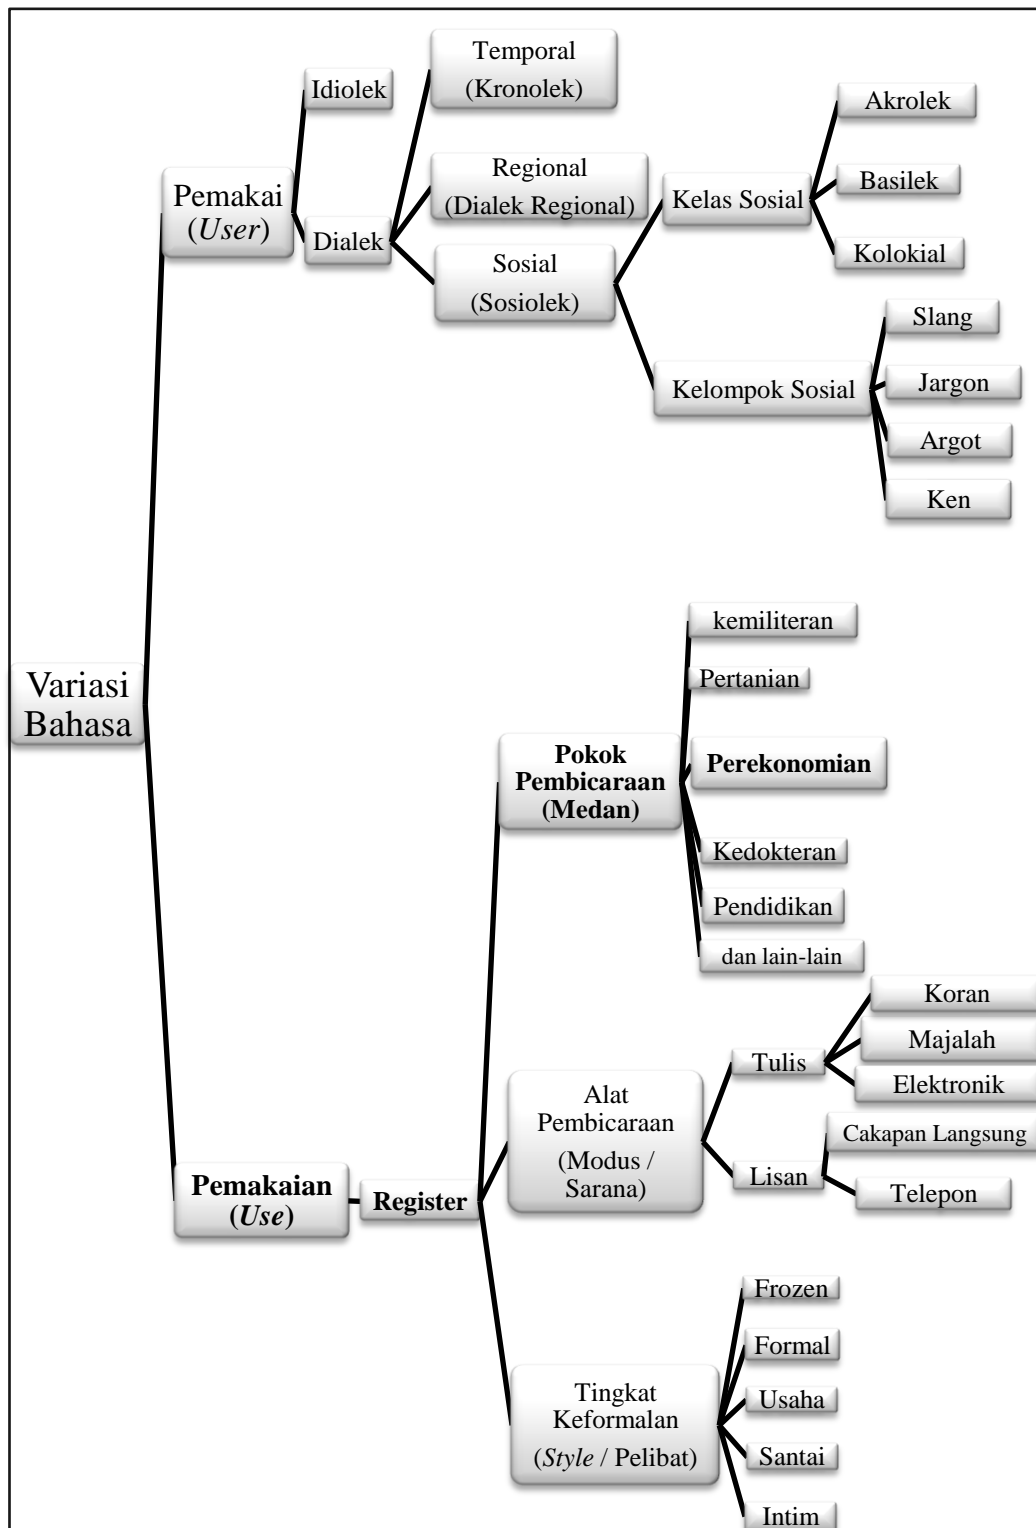 Variasi
Bahasa
Pemakai
(User)
Idiolek
Dialek
Temporal
(Kronolek)
Regional
(Dialek Regional)
Sosial
(Sosiolek)
Kelas Sosial
Akrolek
Basilek
Kolokial
Kelompok Sosial
Slang
Jargon
Argot
Ken
Pemakaian
(Use)
Register
Pokok
Pembicaraan
(Medan)
kemiliteran
Pertanian
Perekonomian
Kedokteran
Pendidikan
dan lain-lain
Alat
Pembicaraan
(Modus /
Sarana)
Tulis
Koran
Majalah
Elektronik
Lisan
Cakapan Langsung
Telepon
Tingkat
Keformalan
(Style / Pelibat)
Frozen
Formal
Usaha
Santai
Intim